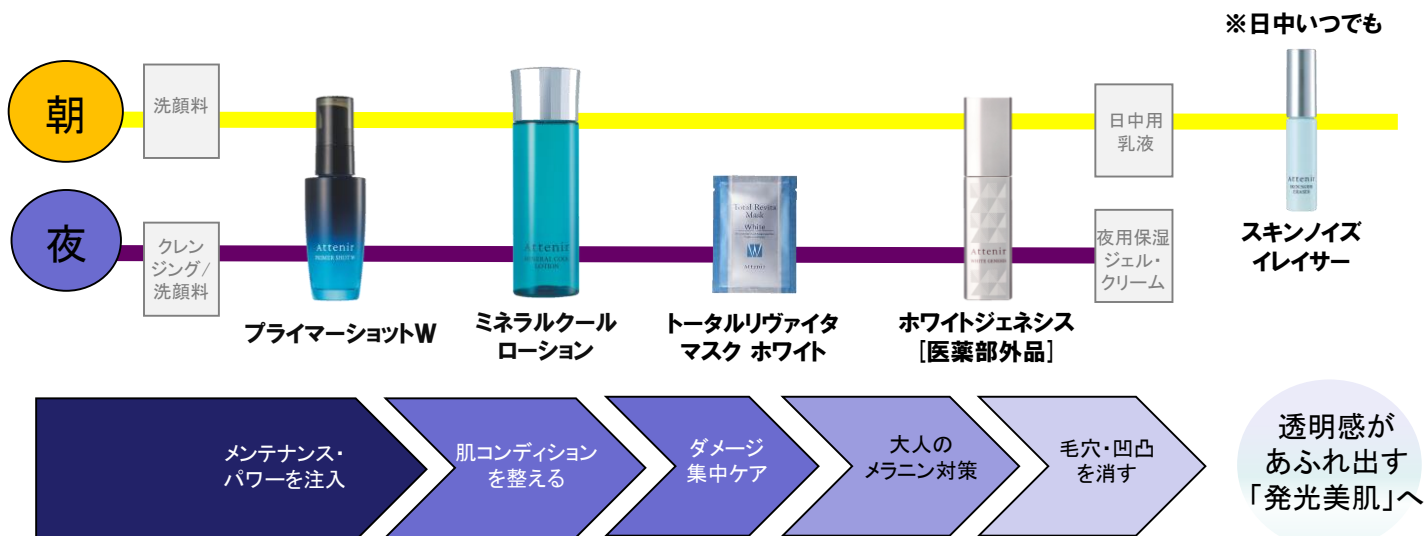 ※日中いつでも
朝
洗顔料
日中用
乳液
夜
クレン
ジング/
洗顔料
夜用保湿
ジェル・
クリーム
Attenir
PRIMER SHOT W
Attenir
MINERAL COOL
LOTION
Total Revita
Mask
White
W
ATTENIR
Attenir
WHITE GENESIS
Attenir
プライマーショットW
ミネラルクール
ローション
トータルリヴァイタ
マスク ホワイト
ホワイトジェネシス
[医薬部外品]
スキンノイズ
イレイサー
メンテナンス・
パワーを注入
肌コンディション
を整える
ダメージ
集中ケア
大人の
メラニン対策
毛穴・凹凸
を消す
透明感が
あふれ出す
「発光美肌」へ